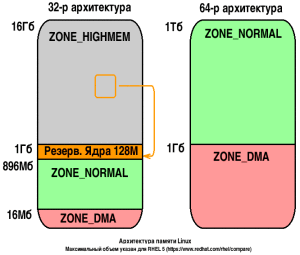 32-р архитектура
64-р архитектура
16Гб
ZONE_HIGHMEM
1Гб
Резерв. Ядра 128М
896Мб
ZONE_NORMAL
16Мб
ZONE_DMA
1Тб
ZONE_NORMAL
1Гб
ZONE_DMA
Архитектура памяти Linux
Максимальный объем указан для RHEL 5 (https://www.redhat.com/rhel/compare)